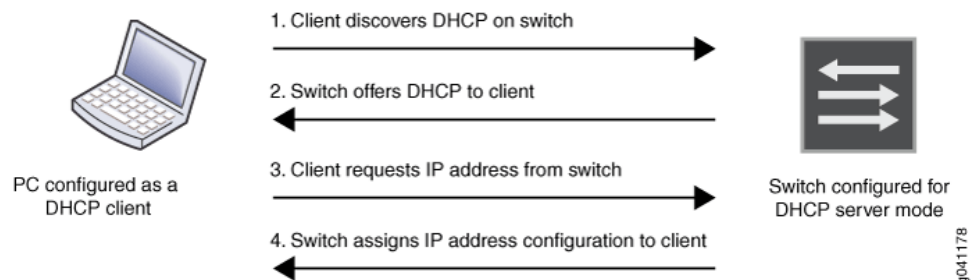 1. Client discovers DHCP on switch
2. Switch offers DHCP to client
3. Client requests IP address from switch
4. Switch assigns IP address configuration to client
PC configured as a
DHCP client
Switch configured for
DHCP server mode
g041178